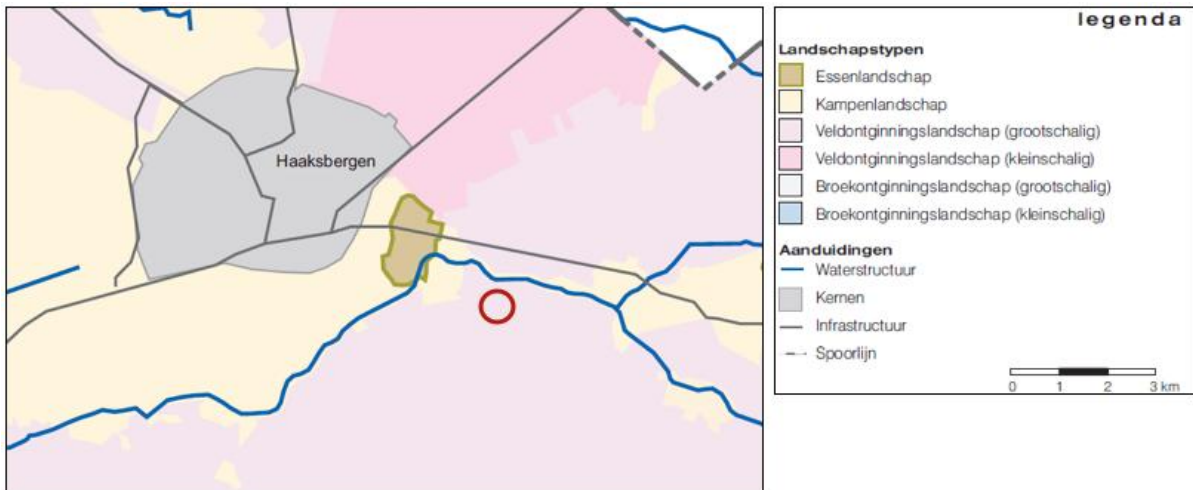 Haaksbergen
legenda
Landschapstypen
Essenlandschap
Kampenlandschap
Veldontginningslandschap (grootschalig)
Veldontginningslandschap (kleinschalig)
Broekontginningslandschap (grootschalig)
Broekontginningslandschap (kleinschalig)
Aanduidingen
Waterstructuur
Kernen
Infrastructuur
Spoorlijn
0 1 2 3 km